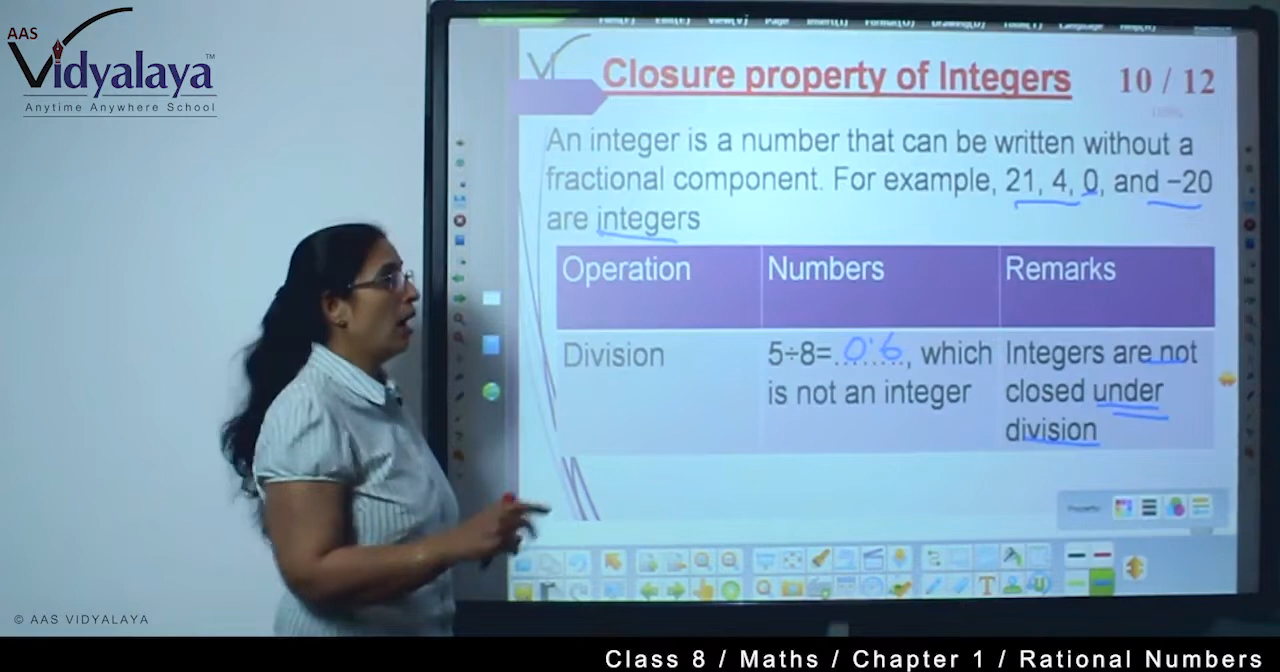 AAS
Vidyalaya™
Anytime Anywhere School
Closure property of Integers 10 / 12
An integer is a number that can be written without a
fractional component. For example, 21, 4, 0, and −20
are integers
Operation Numbers Remarks
Division 5÷8=0.6, which Integers are not
is not an integer closed under
division
© AAS VIDYALAYA
Class 8 / Maths / Chapter 1 / Rational Numbers